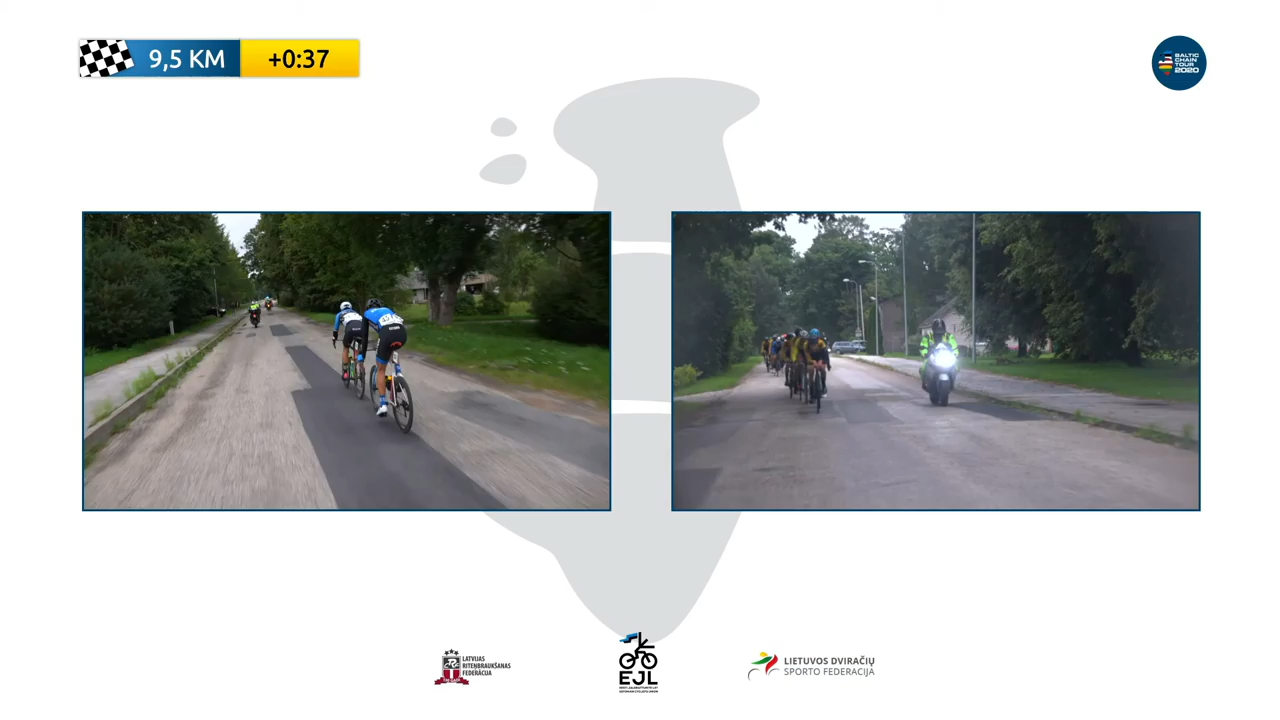 9,5 KM
+0:37
BALTIC
CHAIN
TOUR
2020
LATVIJAS
RITENBRAUKŠANAS
FEDERĀCIJA
EJL
LIETUVOS DVIRAČIŲ
SPORTO FEDERACIJA